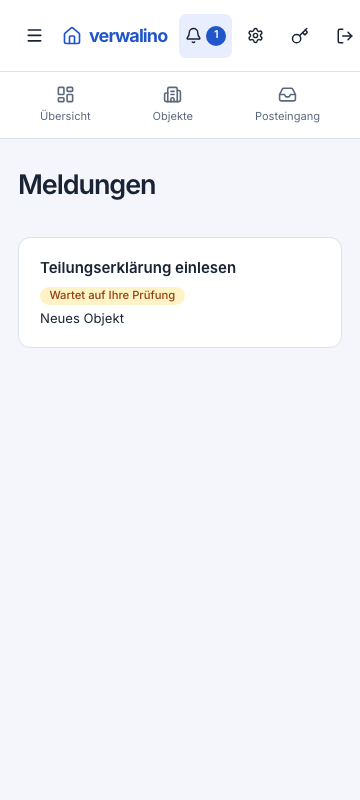 verwalino
1
Übersicht
Objekte
Posteingang
Meldungen
Teilungserklärung einlesen
Wartet auf Ihre Prüfung
Neues Objekt